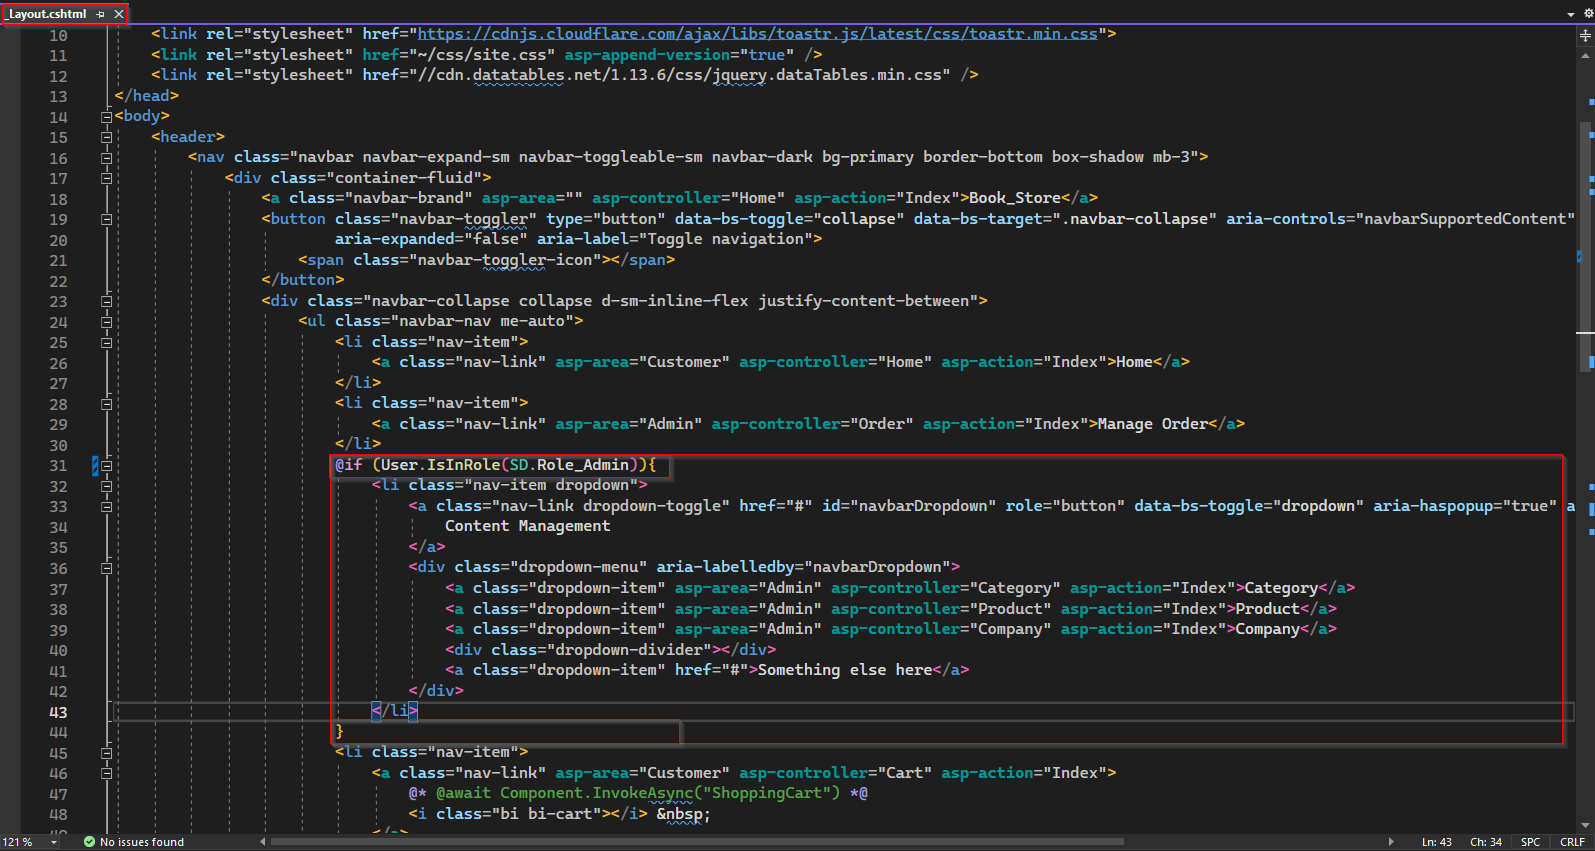 _Layout.cshtml
10 <link rel="stylesheet" href="https://cdnjs.cloudflare.com/ajax/libs/toastr.js/latest/css/toastr.min.css">
11 <link rel="stylesheet" href="~/css/site.css" asp-append-version="true" />
12 <link rel="stylesheet" href="//cdn.datatables.net/1.13.6/css/jquery.dataTables.min.css" />
13 </head>
14 <body>
15 <header>
16 <nav class="navbar navbar-expand-sm navbar-toggleable-sm navbar-dark bg-primary border-bottom box-shadow mb-3">
17 <div class="container-fluid">
18 <a class="navbar-brand" asp-area="" asp-controller="Home" asp-action="Index">Book_Store</a>
19 <button class="navbar-toggler" type="button" data-bs-toggle="collapse" data-bs-target=".navbar-collapse" aria-controls="navbarSupportedContent"
20 aria-expanded="false" aria-label="Toggle navigation">
21 <span class="navbar-toggler-icon"></span>
22 </button>
23 <div class="navbar-collapse collapse d-sm-inline-flex justify-content-between">
24 <ul class="navbar-nav me-auto">
25 <li class="nav-item">
26 <a class="nav-link" asp-area="Customer" asp-controller="Home" asp-action="Index">Home</a>
27 </li>
28 <li class="nav-item">
29 <a class="nav-link" asp-area="Admin" asp-controller="Order" asp-action="Index">Manage Order</a>
30 </li>
31 @if (User.IsInRole(SD.Role_Admin)){
32 <li class="nav-item dropdown">
33 <a class="nav-link dropdown-toggle" href="#" id="navbarDropdown" role="button" data-bs-toggle="dropdown" aria-haspopup="true" a
34 Content Management
35 </a>
36 <div class="dropdown-menu" aria-labelledby="navbarDropdown">
37 <a class="dropdown-item" asp-area="Admin" asp-controller="Category" asp-action="Index">Category</a>
38 <a class="dropdown-item" asp-area="Admin" asp-controller="Product" asp-action="Index">Product</a>
39 <a class="dropdown-item" asp-area="Admin" asp-controller="Company" asp-action="Index">Company</a>
40 <div class="dropdown-divider"></div>
41 <a class="dropdown-item" href="#">Something else here</a>
42 </div>
43 </li>
44 }
45 <li class="nav-item">
46 <a class="nav-link" asp-area="Customer" asp-controller="Cart" asp-action="Index">
47 @* @await Component.InvokeAsync("ShoppingCart") *@
48 <i class="bi bi-cart"></i> &nbsp;
</a>
121 % No issues found Ln: 43 Ch: 34 SPC CRLF